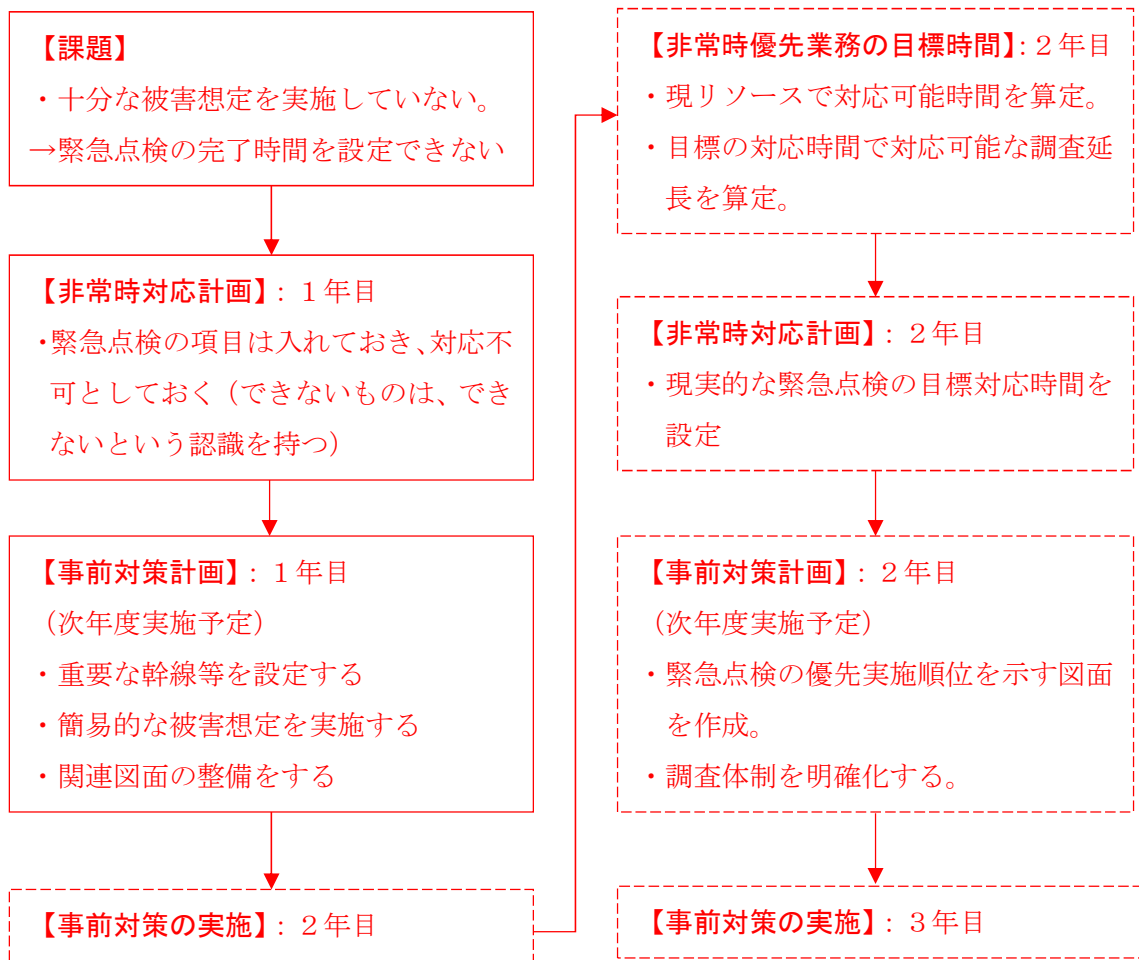 【課題】
・十分な被害想定を実施していない。
→緊急点検の完了時間を設定できない
【非常時対応計画】：１年目
・緊急点検の項目は入れておき、対応不
可としておく（できないものは、でき
ないという認識を持つ）
【事前対策計画】：１年目
（次年度実施予定）
・重要な幹線等を設定する
・簡易的な被害想定を実施する
・関連図面の整備をする
【事前対策の実施】：２年目
【非常時優先業務の目標時間】：２年目
・現リソースで対応可能時間を算定。
・目標の対応時間で対応可能な調査延
長を算定。
【非常時対応計画】：２年目
・現実的な緊急点検の目標対応時間を
設定
【事前対策計画】：２年目
（次年度実施予定）
・緊急点検の優先実施順位を示す図面
を作成。
・調査体制を明確化する。
【事前対策の実施】：３年目